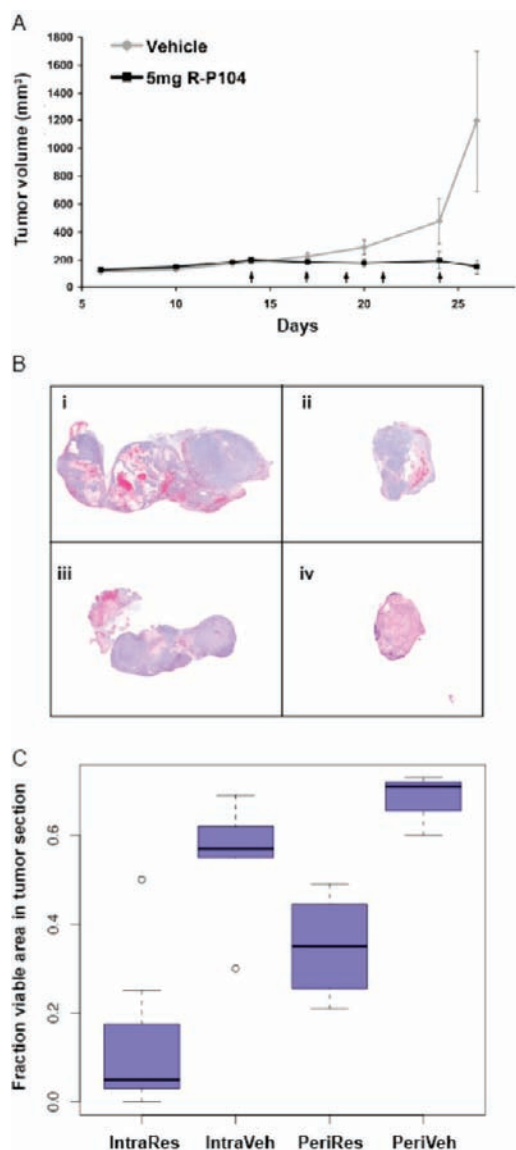 A
Vehicle
5mg R-P104
Tumor volume (mm³)
1800
1600
1400
1200
1000
800
600
400
200
0
5
10
15
20
25
Days
B
i
ii
iii
iv
C
Fraction viable area in tumor section
0.6
0.4
0.2
0.0
IntraRes
IntraVeh
PeriRes
PeriVeh